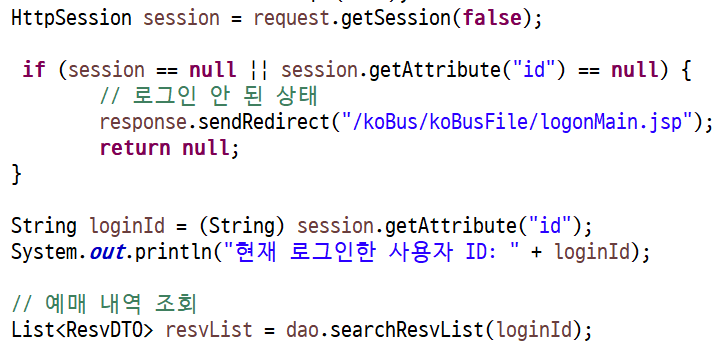 HttpSession session = request.getSession(false);
if (session == null || session.getAttribute("id") == null) {
// 로그인 안 된 상태
response.sendRedirect("/koBus/koBusFile/logonMain.jsp");
return null;
}
String loginId = (String) session.getAttribute("id");
System.out.println("현재 로그인한 사용자 ID: " + loginId);
// 예매 내역 조회
List<ResvDTO> resvList = dao.searchResvList(loginId);